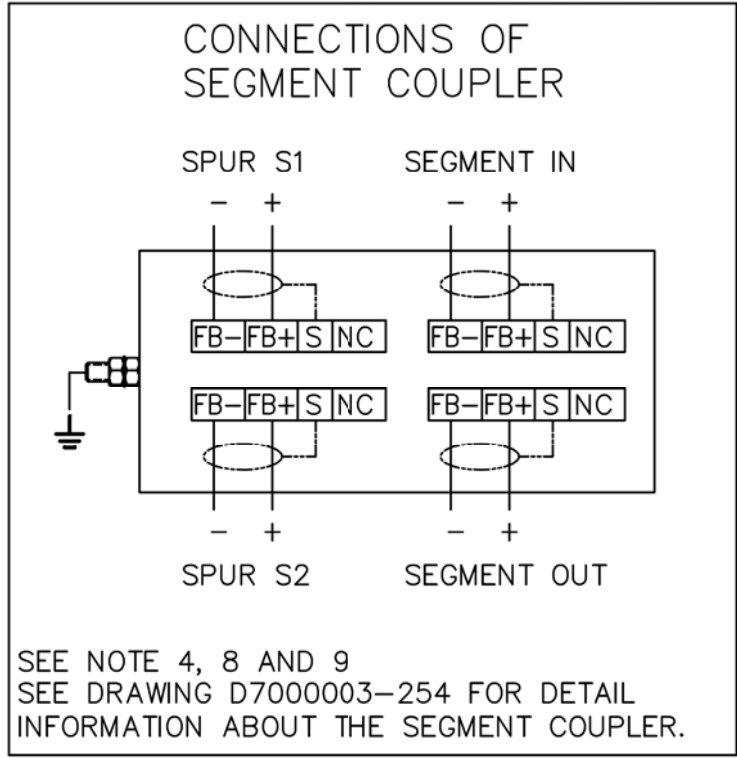 CONNECTIONS OF
SEGMENT COUPLER
SPUR S1 SEGMENT IN
- + - +
FB- FB+ S NC FB- FB+ S NC
FB- FB+ S NC FB- FB+ S NC
- + - +
SPUR S2 SEGMENT OUT
SEE NOTE 4, 8 AND 9
SEE DRAWING D7000003-254 FOR DETAIL
INFORMATION ABOUT THE SEGMENT COUPLER.